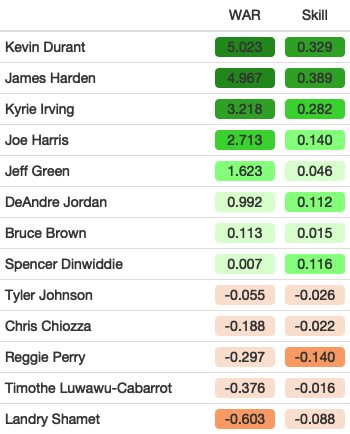 WAR Skill
Kevin Durant 5.023 0.329
James Harden 4.967 0.389
Kyrie Irving 3.218 0.282
Joe Harris 2.713 0.140
Jeff Green 1.623 0.046
DeAndre Jordan 0.992 0.112
Bruce Brown 0.113 0.015
Spencer Dinwiddie 0.007 0.116
Tyler Johnson -0.055 -0.026
Chris Chiozza -0.188 -0.022
Reggie Perry -0.297 -0.140
Timothe Luwawu-Cabarrot -0.376 -0.016
Landry Shamet -0.603 -0.088